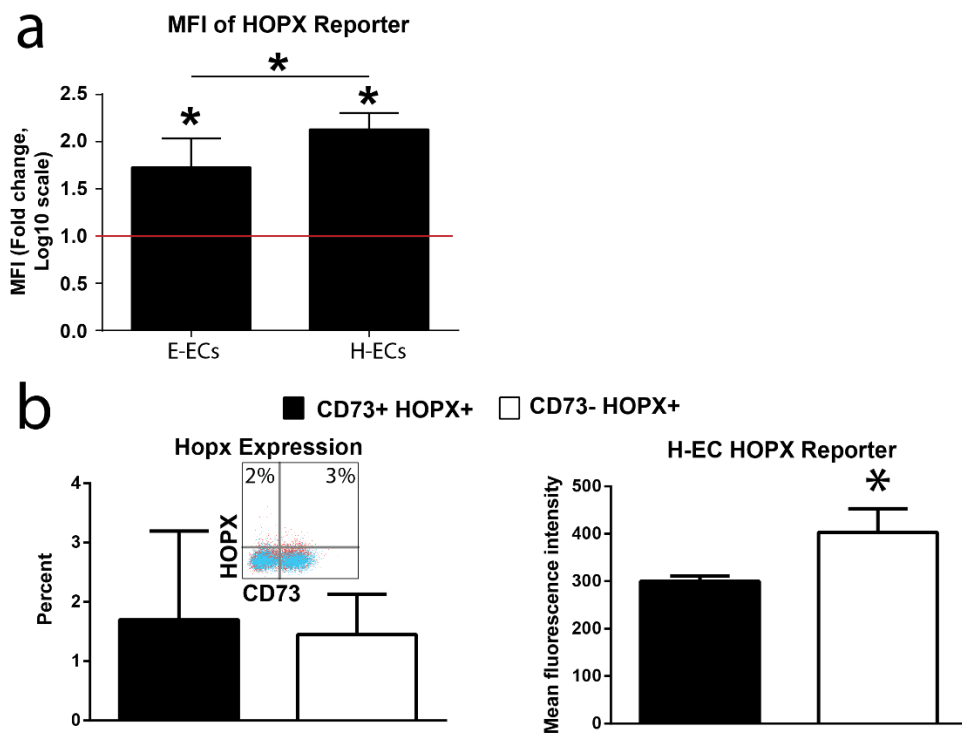 a
MFI of HOPX Reporter
*
* *
MFI (Fold change,
Log10 scale)
2.5
2.0
1.5
1.0
0.5
0.0
E-ECs H-ECs
b
CD73+ HOPX+ CD73- HOPX+
Hopx Expression
Percent
4
3
2
1
0
2% 3%
HOPX
CD73
H-EC HOPX Reporter
*
Mean fluorescence intensity
500
400
300
200
100
0